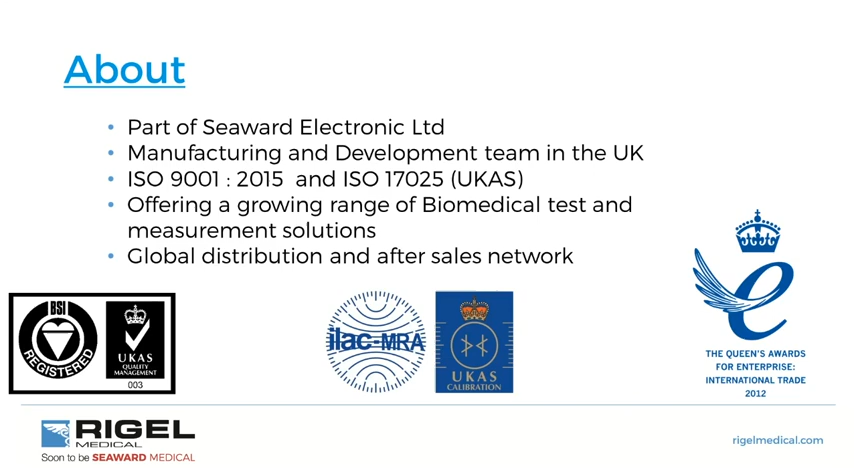 About
• Part of Seaward Electronic Ltd
• Manufacturing and Development team in the UK
• ISO 9001 : 2015 and ISO 17025 (UKAS)
• Offering a growing range of Biomedical test and
measurement solutions
• Global distribution and after sales network
BSI
REGISTERED
UKAS
QUALITY
MANAGEMENT
003
ilac-MRA
UKAS
CALIBRATION
e
THE QUEEN'S AWARDS
FOR ENTERPRISE:
INTERNATIONAL TRADE
2012
RIGEL
MEDICAL
Soon to be SEAWARD MEDICAL
rigelmedical.com